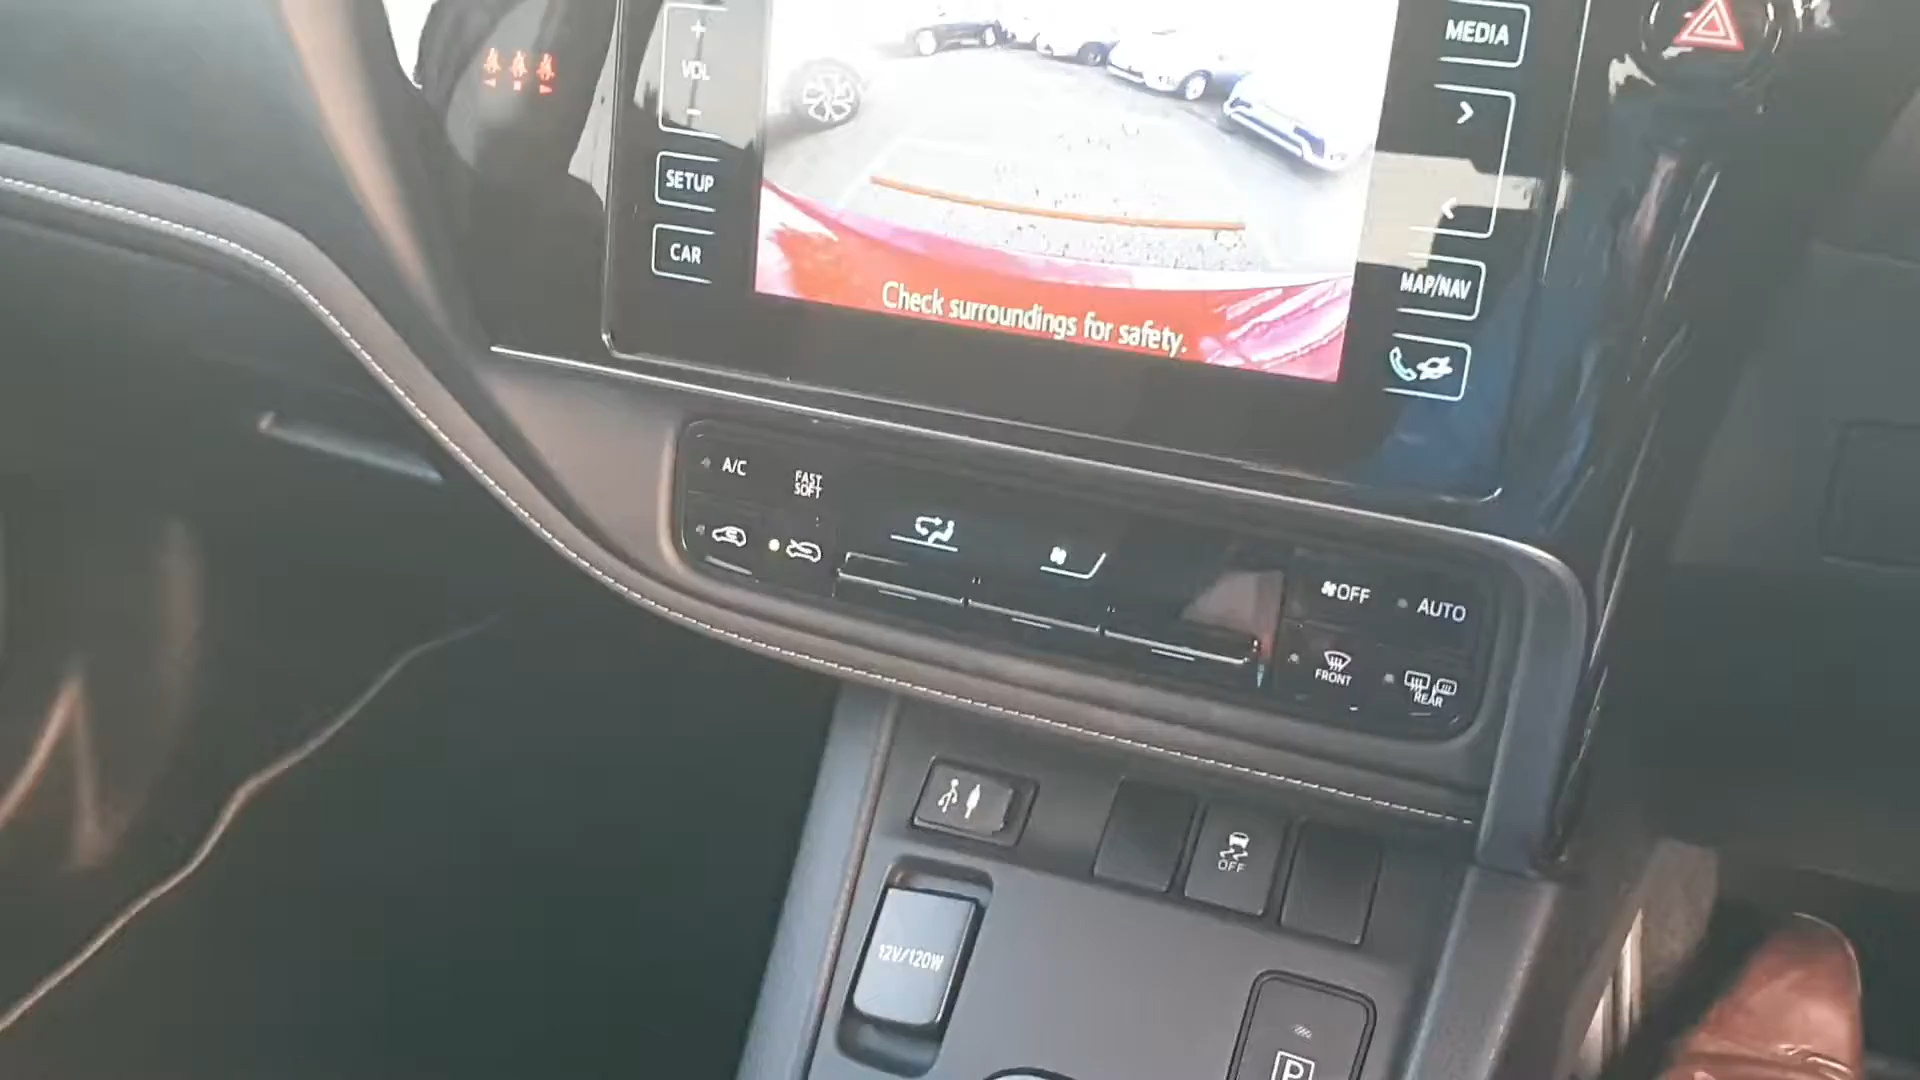 VOL
SETUP
CAR
MEDIA
MAP/NAV
Check surroundings for safety.
A/C
FAST
SOFT
OFF
AUTO
FRONT
REAR
OFF
12V/120W
P